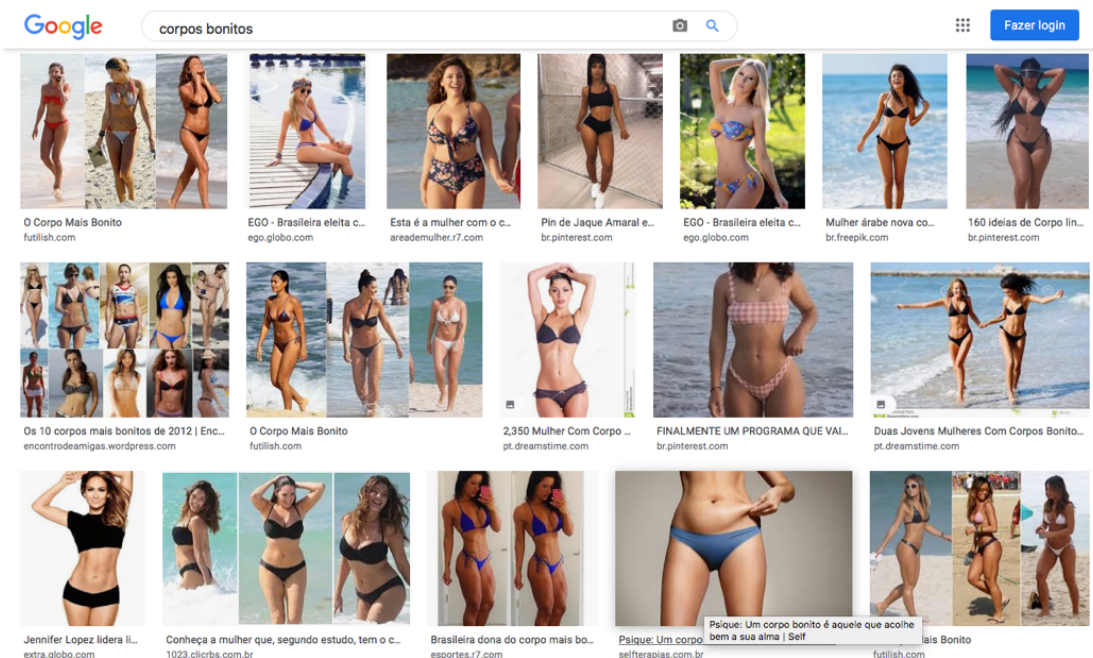 Google
corpos bonitos
Fazer login
O Corpo Mais Bonito
futilish.com
EGO - Brasileira eleita c...
ego.globo.com
Esta é a mulher com o c...
areademulher.r7.com
Pin de Jaque Amaral e...
br.pinterest.com
EGO - Brasileira eleita c...
ego.globo.com
Mulher árabe nova co...
br.freepik.com
160 ideias de Corpo lin...
br.pinterest.com
Os 10 corpos mais bonitos de 2012 | Enc...
encontrodeamigas.wordpress.com
O Corpo Mais Bonito
futilish.com
2,350 Mulher Com Corpo ...
pt.dreamstime.com
FINALMENTE UM PROGRAMA QUE VAI...
br.pinterest.com
Duas Jovens Mulheres Com Corpos Bonitos...
pt.dreamstime.com
Jennifer Lopez lidera li...
extra.globo.com
Conheça a mulher que, segundo estudo, tem o c...
1023.clicrbs.com.br
Brasileira dona do corpo mais bo...
esportes.r7.com
Psique: Um corpo
selfterapias.com.br
Psique: Um corpo bonito é aquele que acolhe
bem a sua alma | Self
Mais Bonito
futilish.com